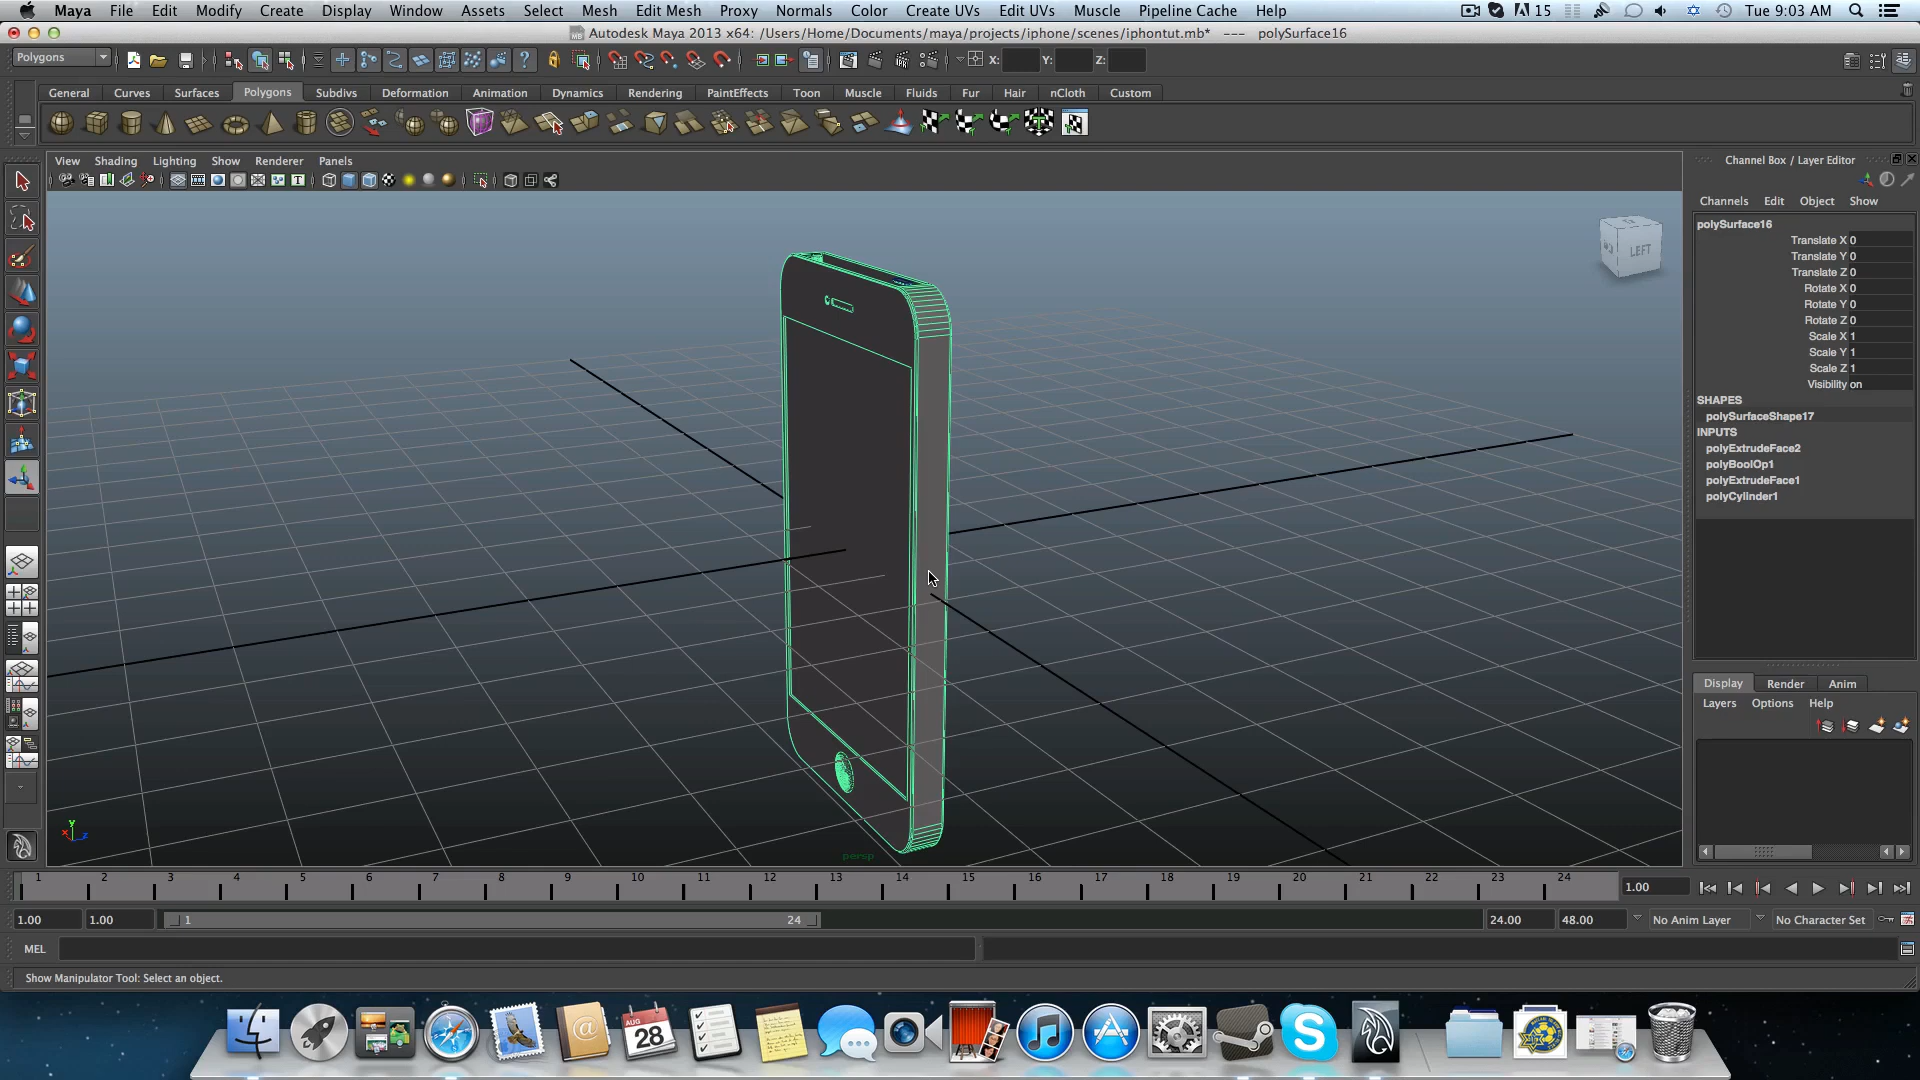 Maya File Edit Modify Create Display Window Assets Select Mesh Edit Mesh Proxy Normals Color Create UVs Edit UVs Muscle Pipeline Cache Help 15 Tue 9:03 AM
Autodesk Maya 2013 x64: /Users/Home/Documents/maya/projects/iphone/scenes/iphontut.mb* --- polySurface16
Polygons X: Y: Z:
General Curves Surfaces Polygons Subdivs Deformation Animation Dynamics Rendering PaintEffects Toon Muscle Fluids Fur Hair nCloth Custom
View Shading Lighting Show Renderer Panels
Channel Box / Layer Editor
Channels Edit Object Show
polySurface16
Translate X 0
Translate Y 0
Translate Z 0
Rotate X 0
Rotate Y 0
Rotate Z 0
Scale X 1
Scale Y 1
Scale Z 1
Visibility on
SHAPES
polySurfaceShape17
INPUTS
polyExtrudeFace2
polyBoolOp1
polyExtrudeFace1
polyCylinder1
LEFT
Display Render Anim
Layers Options Help
y
x z
persp
1 2 3 4 5 6 7 8 9 10 11 12 13 14 15 16 17 18 19 20 21 22 23 24 1.00
1.00 1.00 1 24 24.00 48.00 No Anim Layer No Character Set
MEL
Show Manipulator Tool: Select an object.
AUG
28